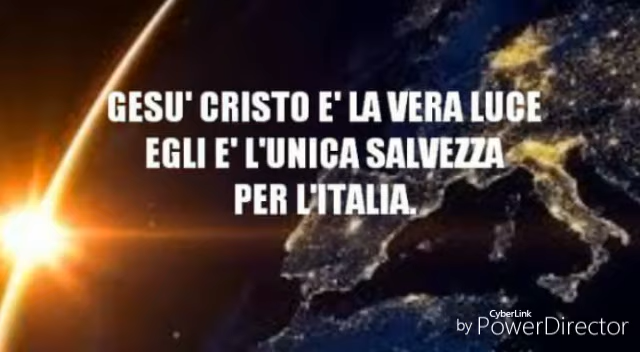 GESU' CRISTO E' LA VERA LUCE
EGLI E' L'UNICA SALVEZZA
PER L'ITALIA.
CyberLink
by PowerDirector